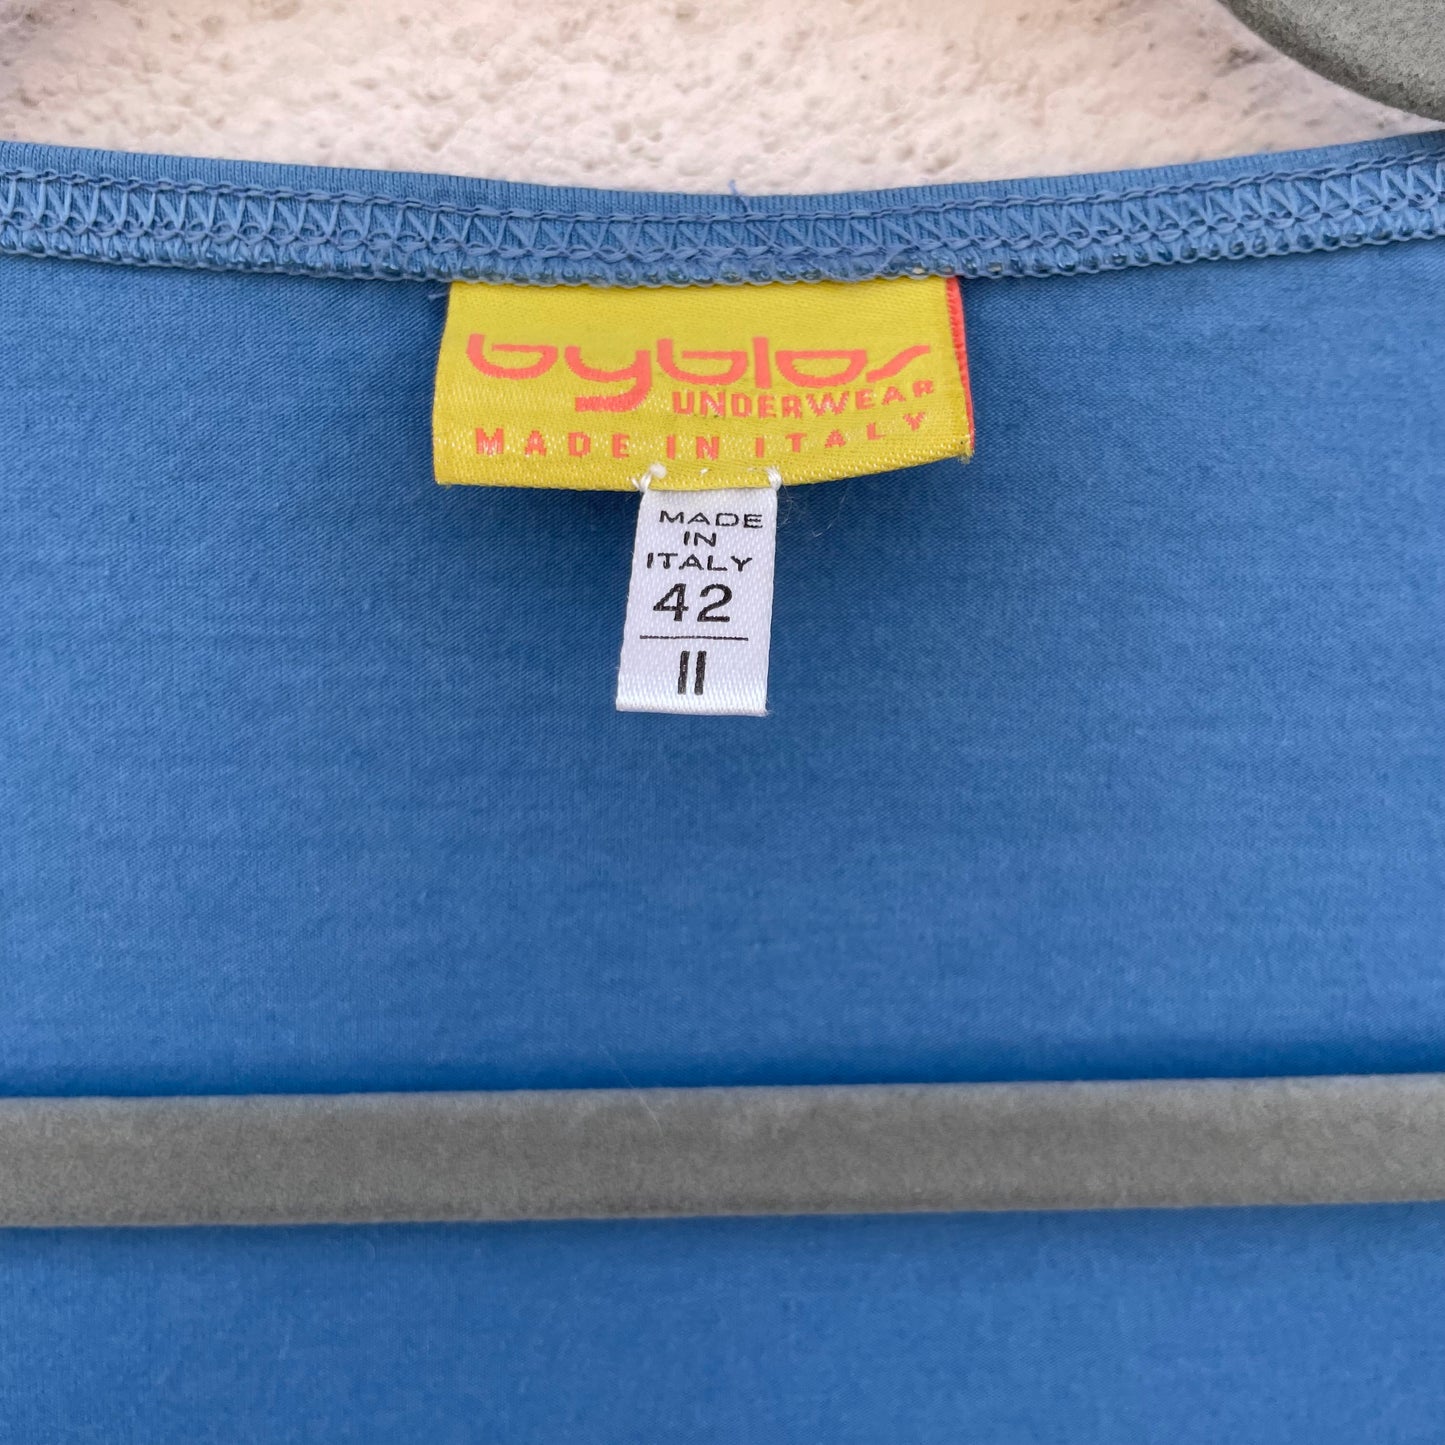 byblos
UNDERWEAR
MADE IN ITALY
MADE
IN
ITALY
42
II